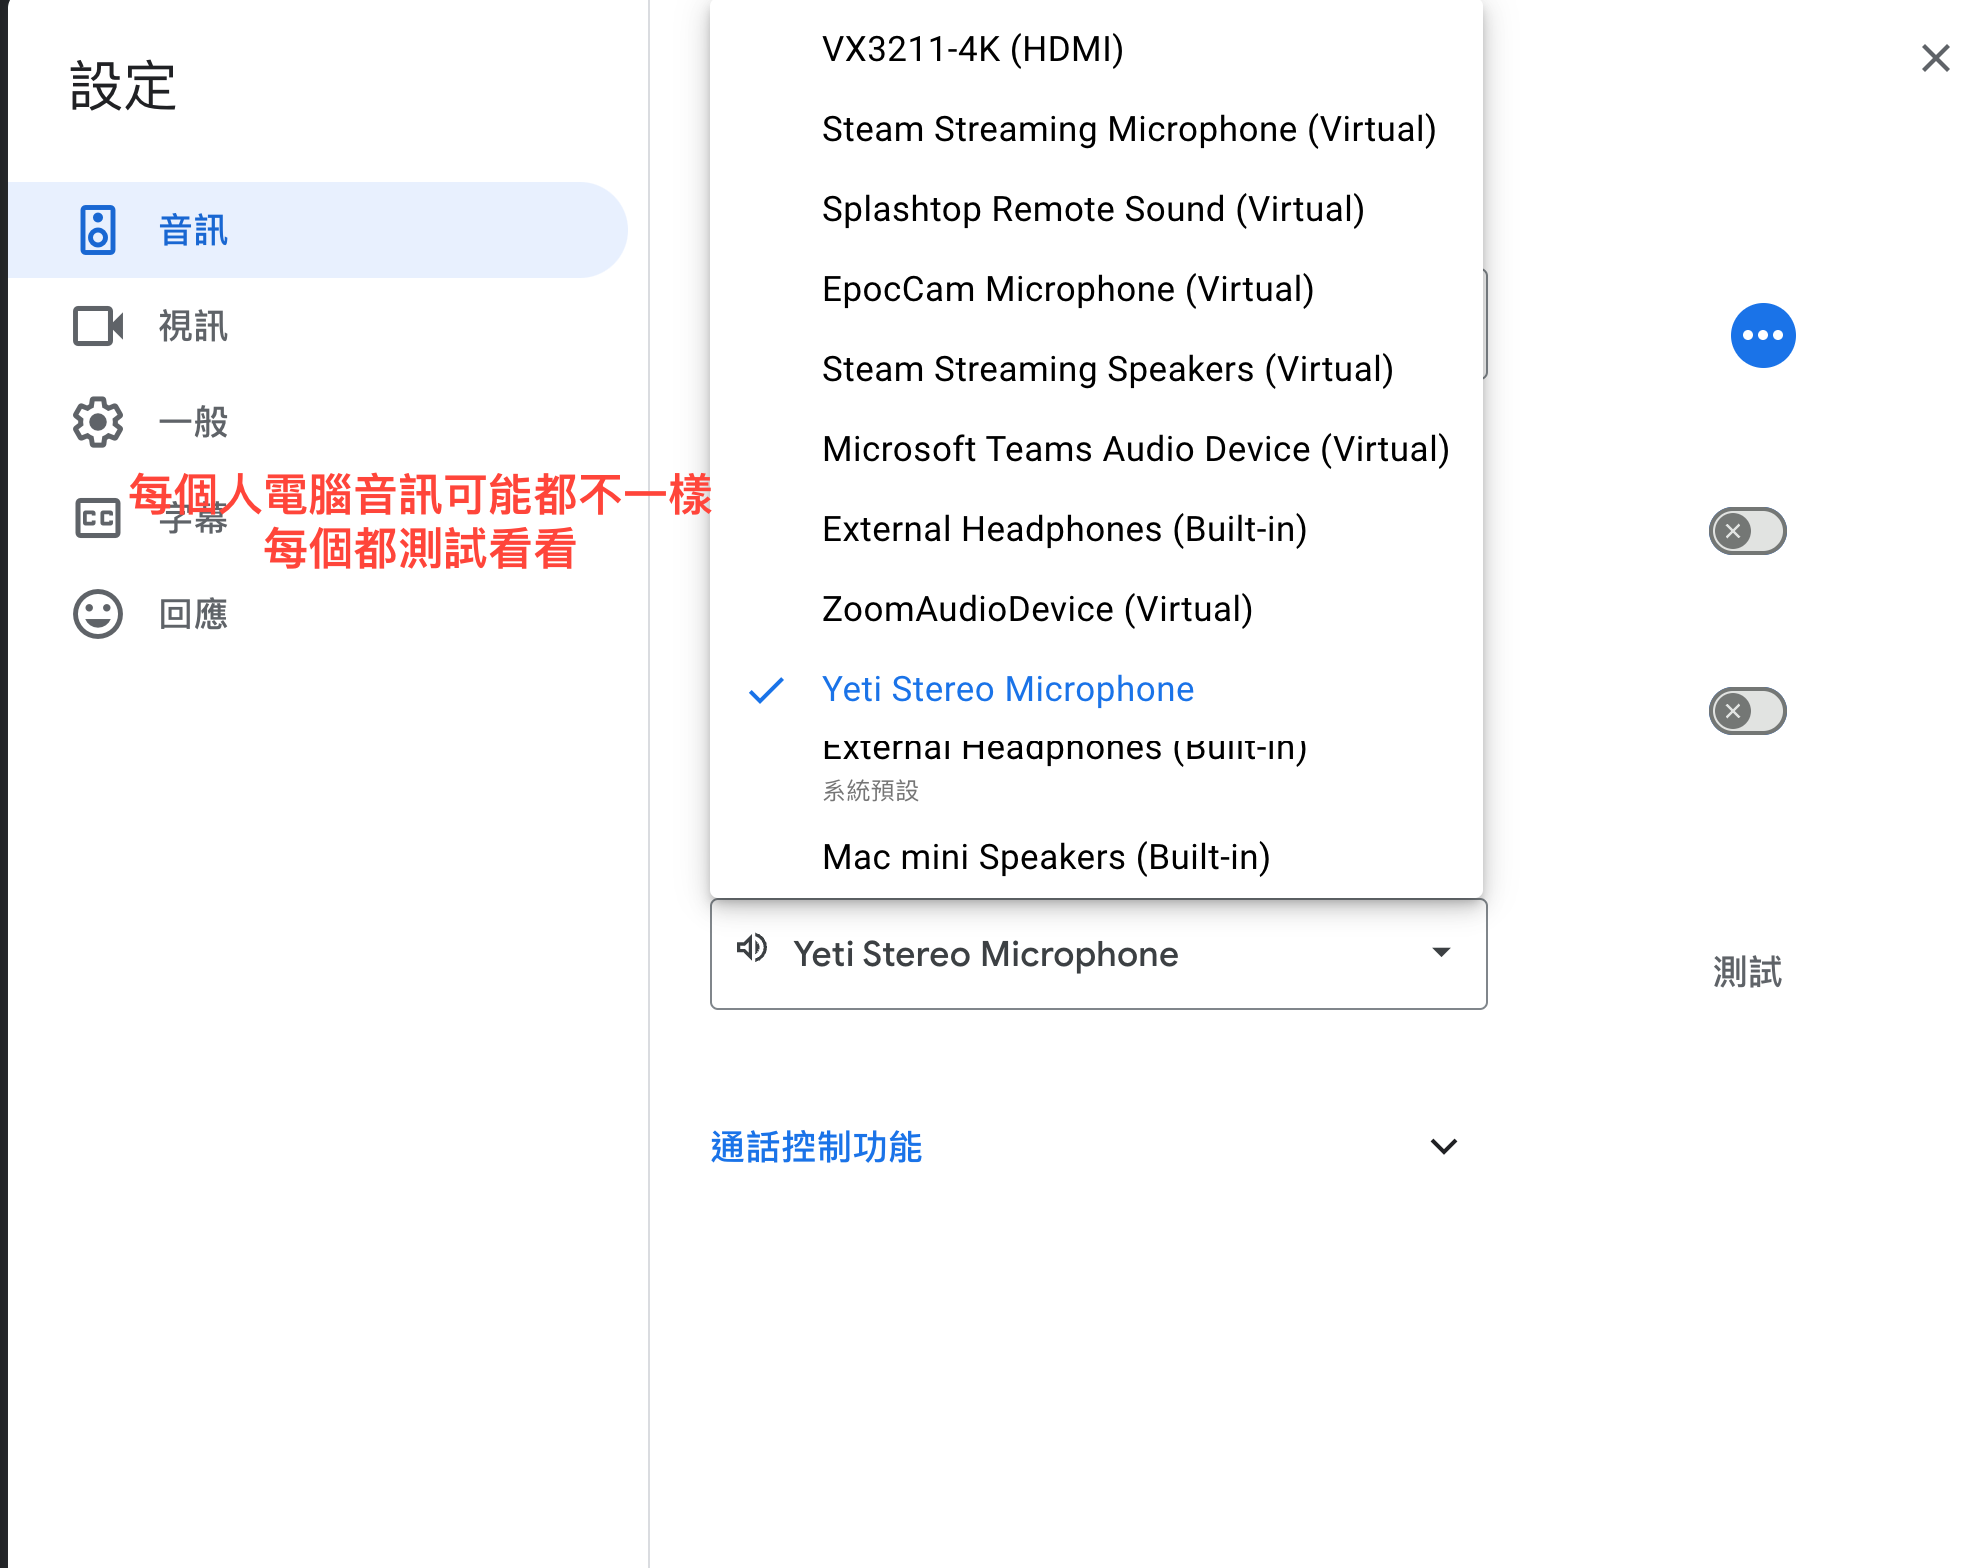 設定
音訊
視訊
一般
字幕
回應
每個人電腦音訊可能都不一樣
每個都測試看看
VX3211-4K (HDMI)
Steam Streaming Microphone (Virtual)
Splashtop Remote Sound (Virtual)
EpocCam Microphone (Virtual)
Steam Streaming Speakers (Virtual)
Microsoft Teams Audio Device (Virtual)
External Headphones (Built-in)
ZoomAudioDevice (Virtual)
Yeti Stereo Microphone
External Headphones (Built-in)
系統預設
Mac mini Speakers (Built-in)
Yeti Stereo Microphone
測試
通話控制功能